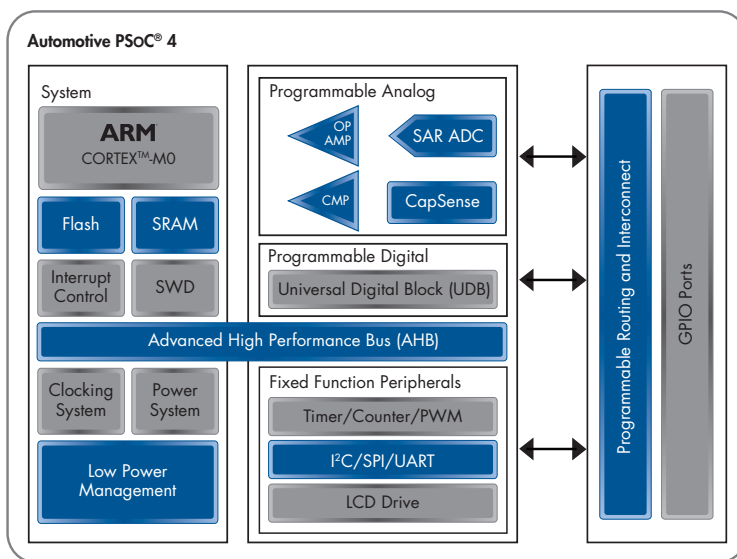 Automotive PSoC® 4
System
ARM
CORTEX™-M0
Flash
SRAM
Interrupt
Control
SWD
Advanced High Performance Bus (AHB)
Clocking
System
Power
System
Low Power
Management
Programmable Analog
OP
AMP
SAR ADC
CMP
CapSense
Programmable Digital
Universal Digital Block (UDB)
Fixed Function Peripherals
Timer/Counter/PWM
I²C/SPI/UART
LCD Drive
Programmable Routing and Interconnect
GPIO Ports